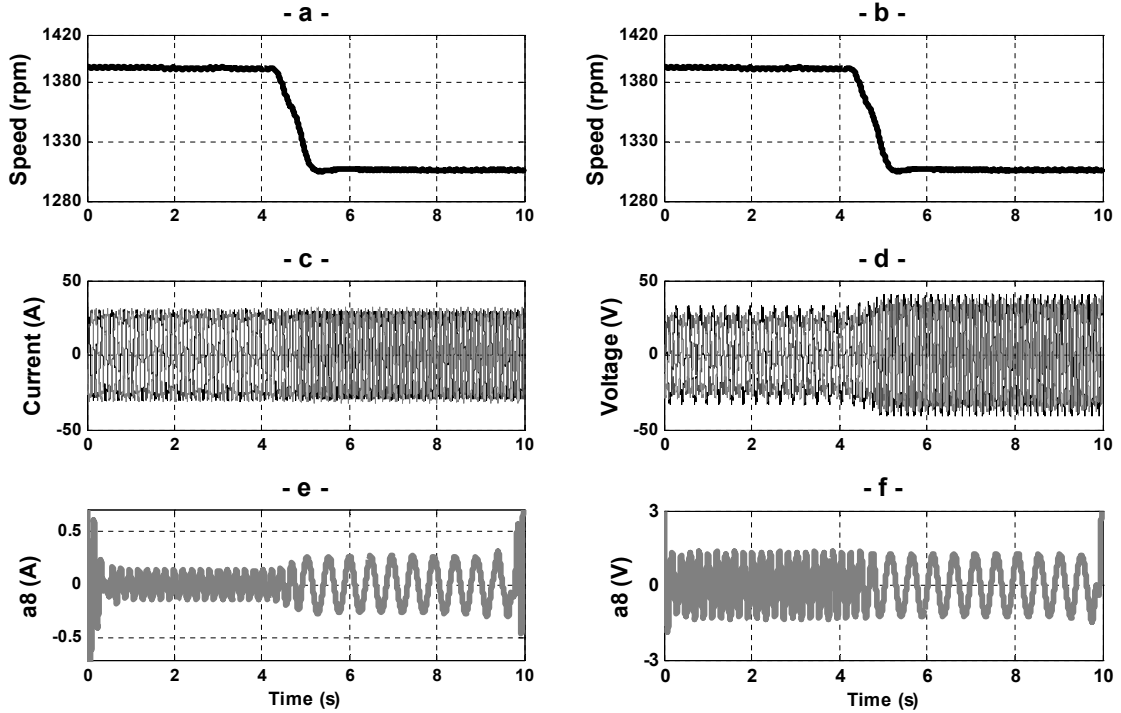 - a -
Speed (rpm)
1420
1380
1330
1280
0 2 4 6 8 10
- b -
Speed (rpm)
1420
1380
1330
1280
0 2 4 6 8 10
- c -
Current (A)
50
0
-50
0 2 4 6 8 10
- d -
Voltage (V)
50
0
-50
0 2 4 6 8 10
- e -
a8 (A)
0.5
0
-0.5
0 2 4 6 8 10
Time (s)
- f -
a8 (V)
3
0
-3
0 2 4 6 8 10
Time (s)